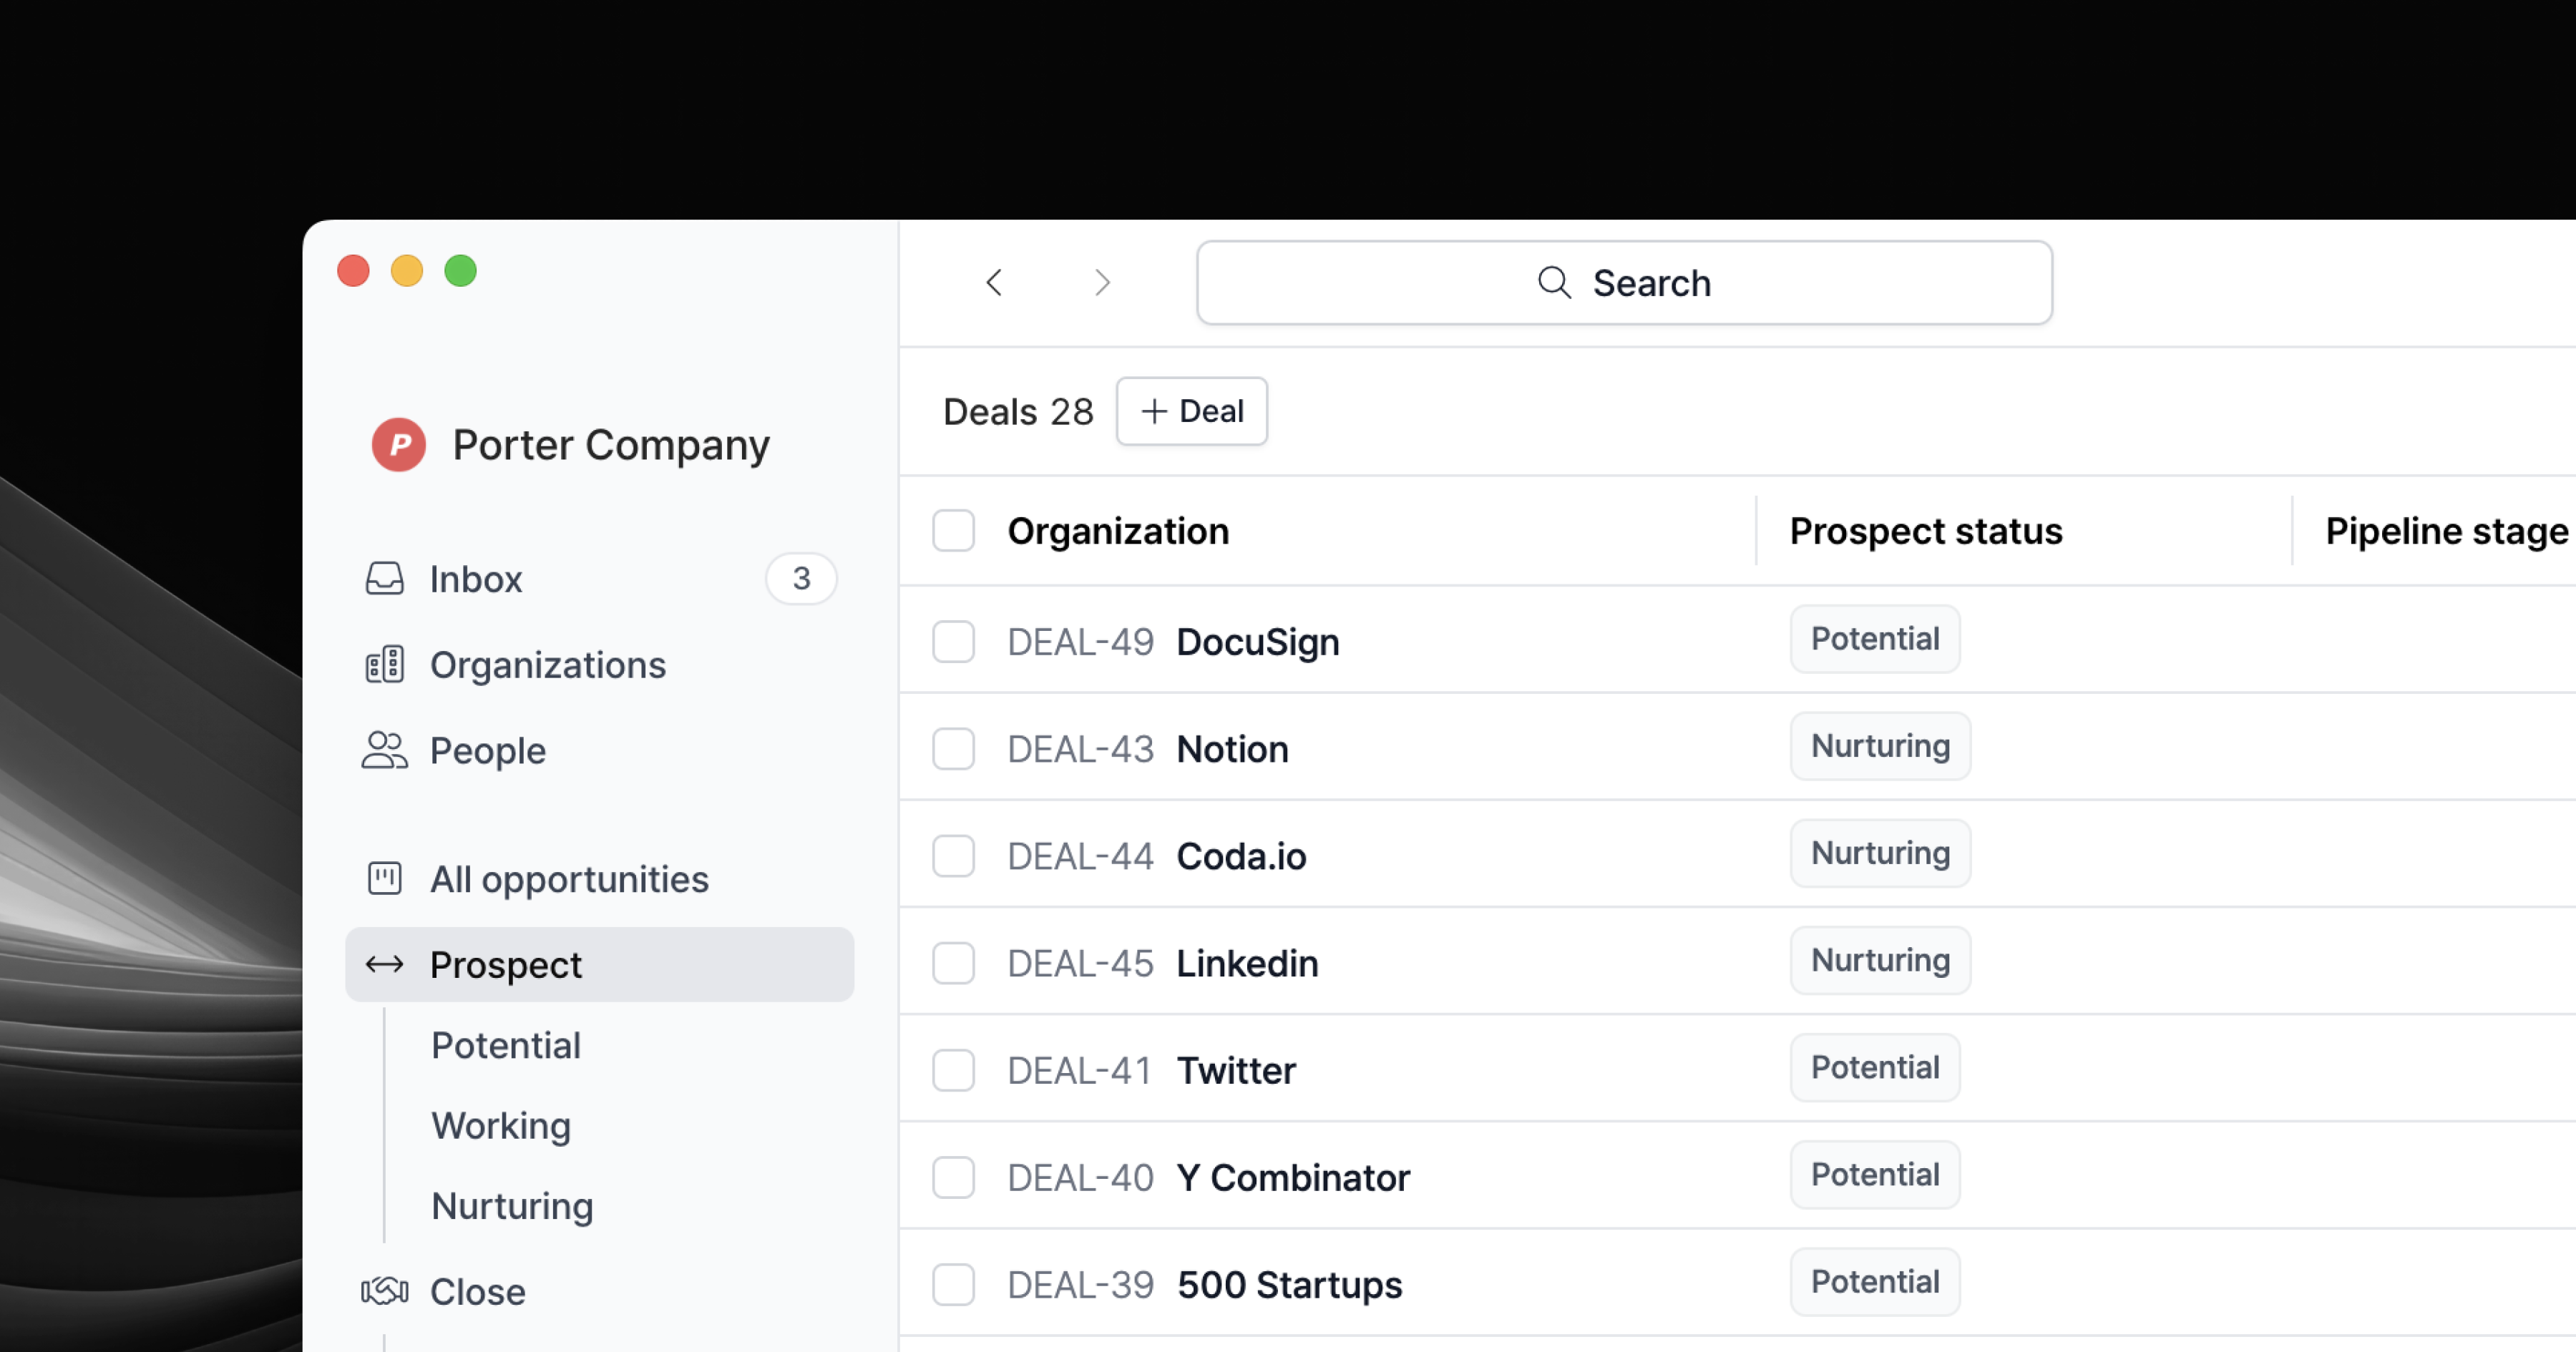 Search
P Porter Company
Deals 28 + Deal
Inbox 3
Organizations
People
All opportunities
Prospect
Potential
Working
Nurturing
Close
Organization Prospect status Pipeline stage
DEAL-49 DocuSign Potential
DEAL-43 Notion Nurturing
DEAL-44 Coda.io Nurturing
DEAL-45 Linkedin Nurturing
DEAL-41 Twitter Potential
DEAL-40 Y Combinator Potential
DEAL-39 500 Startups Potential